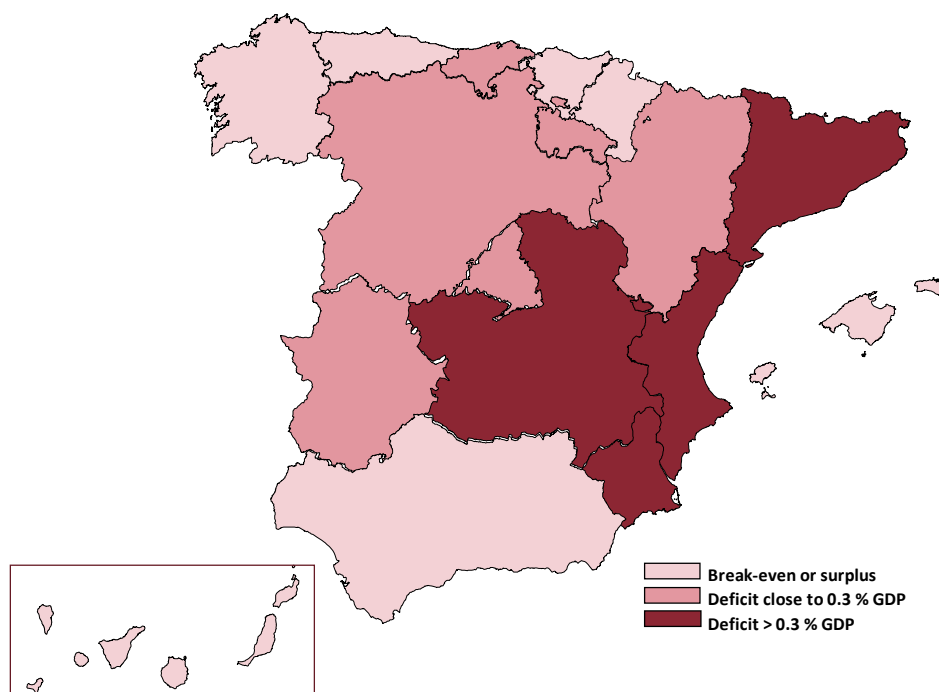 Break-even or surplus
Deficit close to 0.3 % GDP
Deficit > 0.3 % GDP